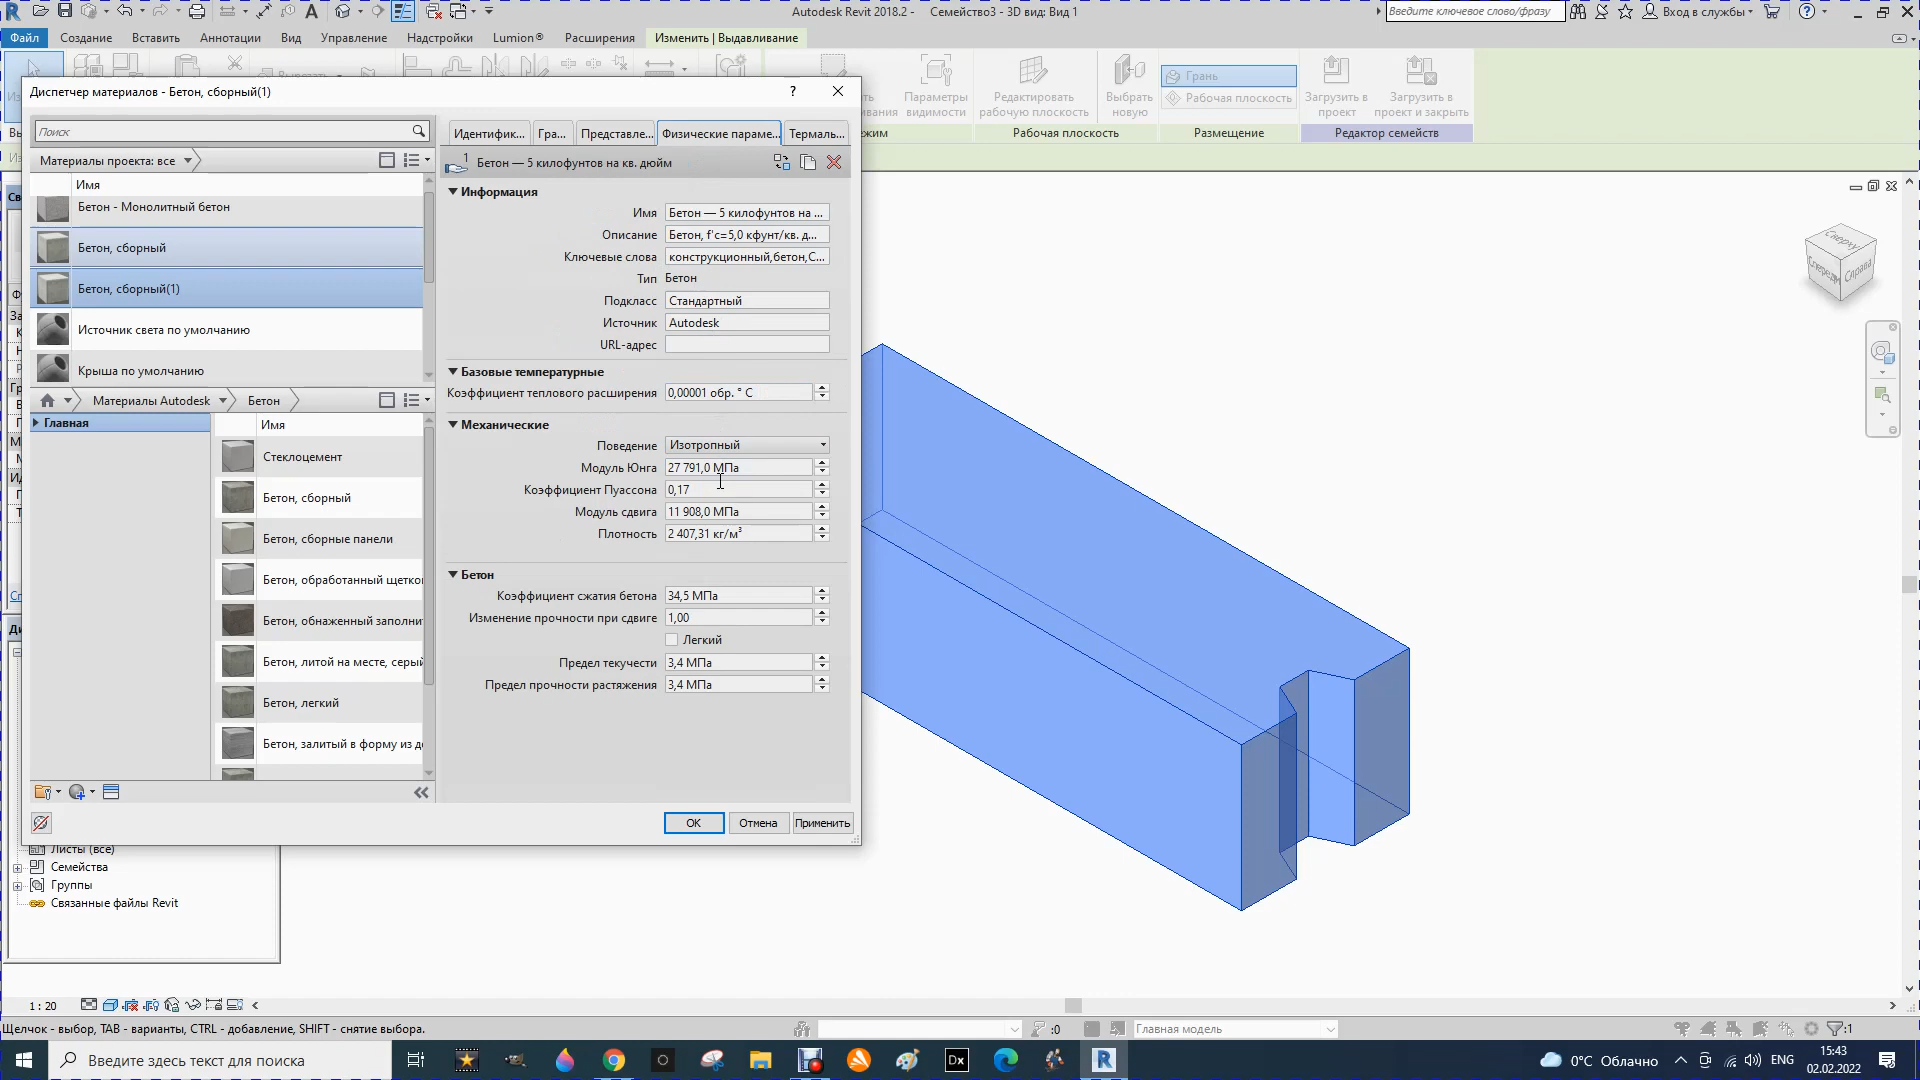 Autodesk Revit 2018.2 - Семейство3 - 3D вид: Вид 1
Введите ключевое слово/фразу
Вход в службы
Файл
Создание
Вставить
Аннотации
Вид
Управление
Надстройки
Lumion®
Расширения
Изменить | Выдавливание
Параметры видимости
Редактировать рабочую плоскость
Выбрать новую
Грань
Рабочая плоскость
Загрузить в проект
Загрузить в проект и закрыть
Рабочая плоскость
Размещение
Редактор семейств
Диспетчер материалов - Бетон, сборный(1)
?
Поиск
Материалы проекта: все
Имя
Бетон - Монолитный бетон
Бетон, сборный
Бетон, сборный(1)
Источник света по умолчанию
Крыша по умолчанию
Материалы Autodesk
Бетон
Главная
Имя
Стеклоцемент
Бетон, сборный
Бетон, сборные панели
Бетон, обработанный щеткої
Бетон, обнаженный заполни
Бетон, литой на месте, серый
Бетон, легкий
Бетон, залитый в форму из до
Идентифик...
Гра...
Представле...
Физические параме...
Термаль...
1
Бетон — 5 килофунтов на кв. дюйм
Информация
Имя Бетон — 5 килофунтов на ...
Описание Бетон, f'c=5,0 кфунт/кв. д...
Ключевые слова конструкционный,бетон,С...
Тип Бетон
Подкласс Стандартный
Источник Autodesk
URL-адрес
Базовые температурные
Коэффициент теплового расширения 0,00001 обр. ° C
Механические
Поведение Изотропный
Модуль Юнга 27 791,0 МПа
Коэффициент Пуассона 0,17
Модуль сдвига 11 908,0 МПа
Плотность 2 407,31 кг/м³
Бетон
Коэффициент сжатия бетона 34,5 МПа
Изменение прочности при сдвиге 1,00
Легкий
Предел текучести 3,4 МПа
Предел прочности растяжения 3,4 МПа
OK
Отмена
Применить
Сверху
Спереди
Справа
Листы (все)
Семейства
Группы
Связанные файлы Revit
1 : 20
Щелчок - выбор, TAB - варианты, CTRL - добавление, SHIFT - снятие выбора.
:0
Главная модель
:1
Введите здесь текст для поиска
Dx
0°C Облачно
ENG
15:43
02.02.2022